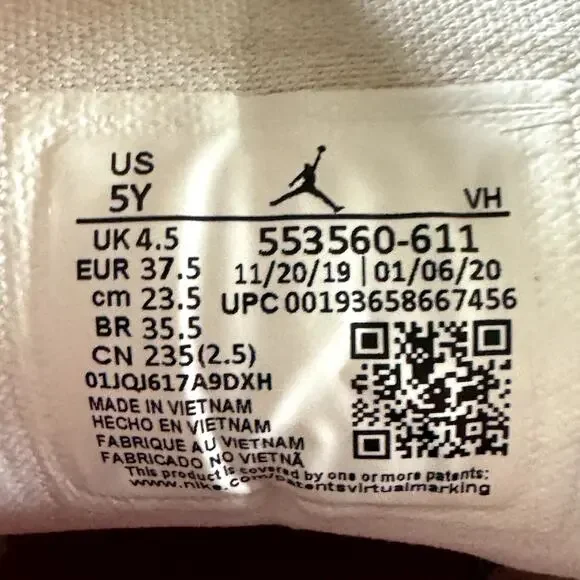 US
5Y
VH
UK 4.5
553560-611
EUR 37.5
11/20/19 | 01/06/20
cm 23.5
UPC 00193658667456
BR 35.5
CN 235(2.5)
01JQJ617A9DXH
MADE IN VIETNAM
HECHO EN VIETNAM
FABRIQUE AU VIETNAM
FABRICADO NO VIETNÃ
This product is covered by one or more patents:
www.nike.com/patentsvirtualmarking